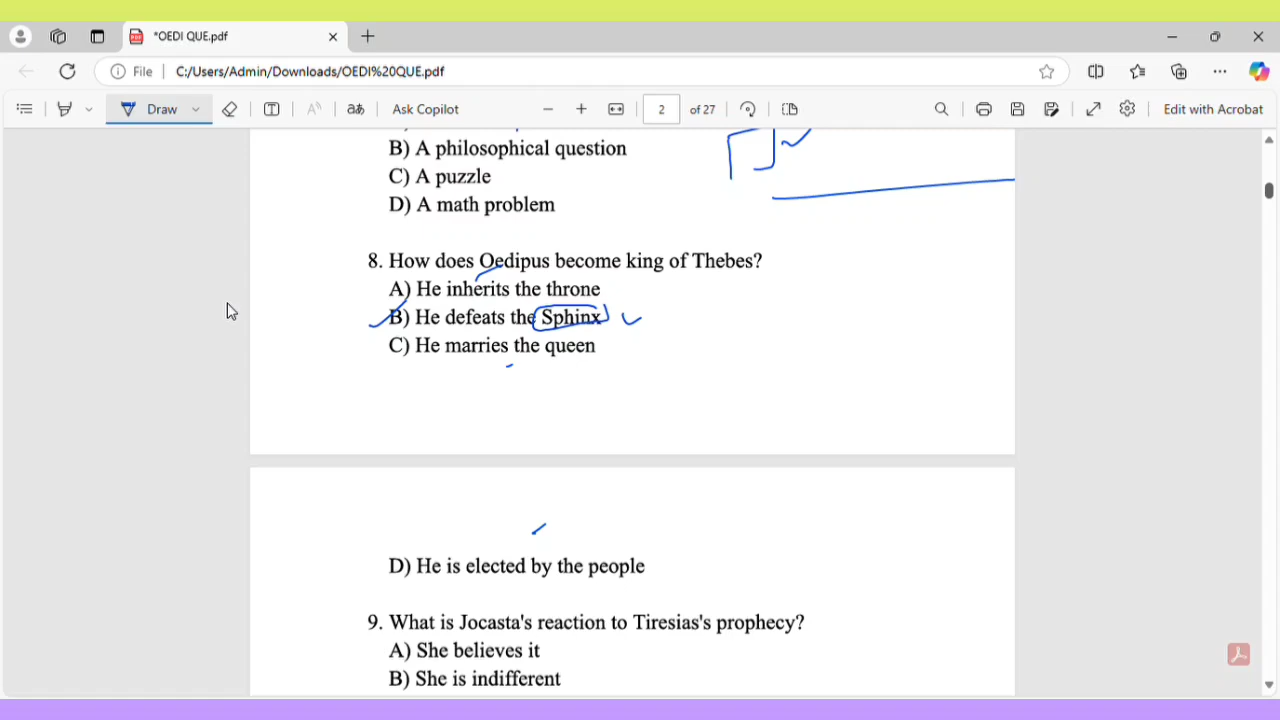 *OEDI QUE.pdf
File
C:/Users/Admin/Downloads/OEDI%20QUE.pdf
Draw
aあ
Ask Copilot
2
of 27
Edit with Acrobat
B) A philosophical question
C) A puzzle
D) A math problem
8. How does Oedipus become king of Thebes?
A) He inherits the throne
B) He defeats the Sphinx
C) He marries the queen
D) He is elected by the people
9. What is Jocasta's reaction to Tiresias's prophecy?
A) She believes it
B) She is indifferent